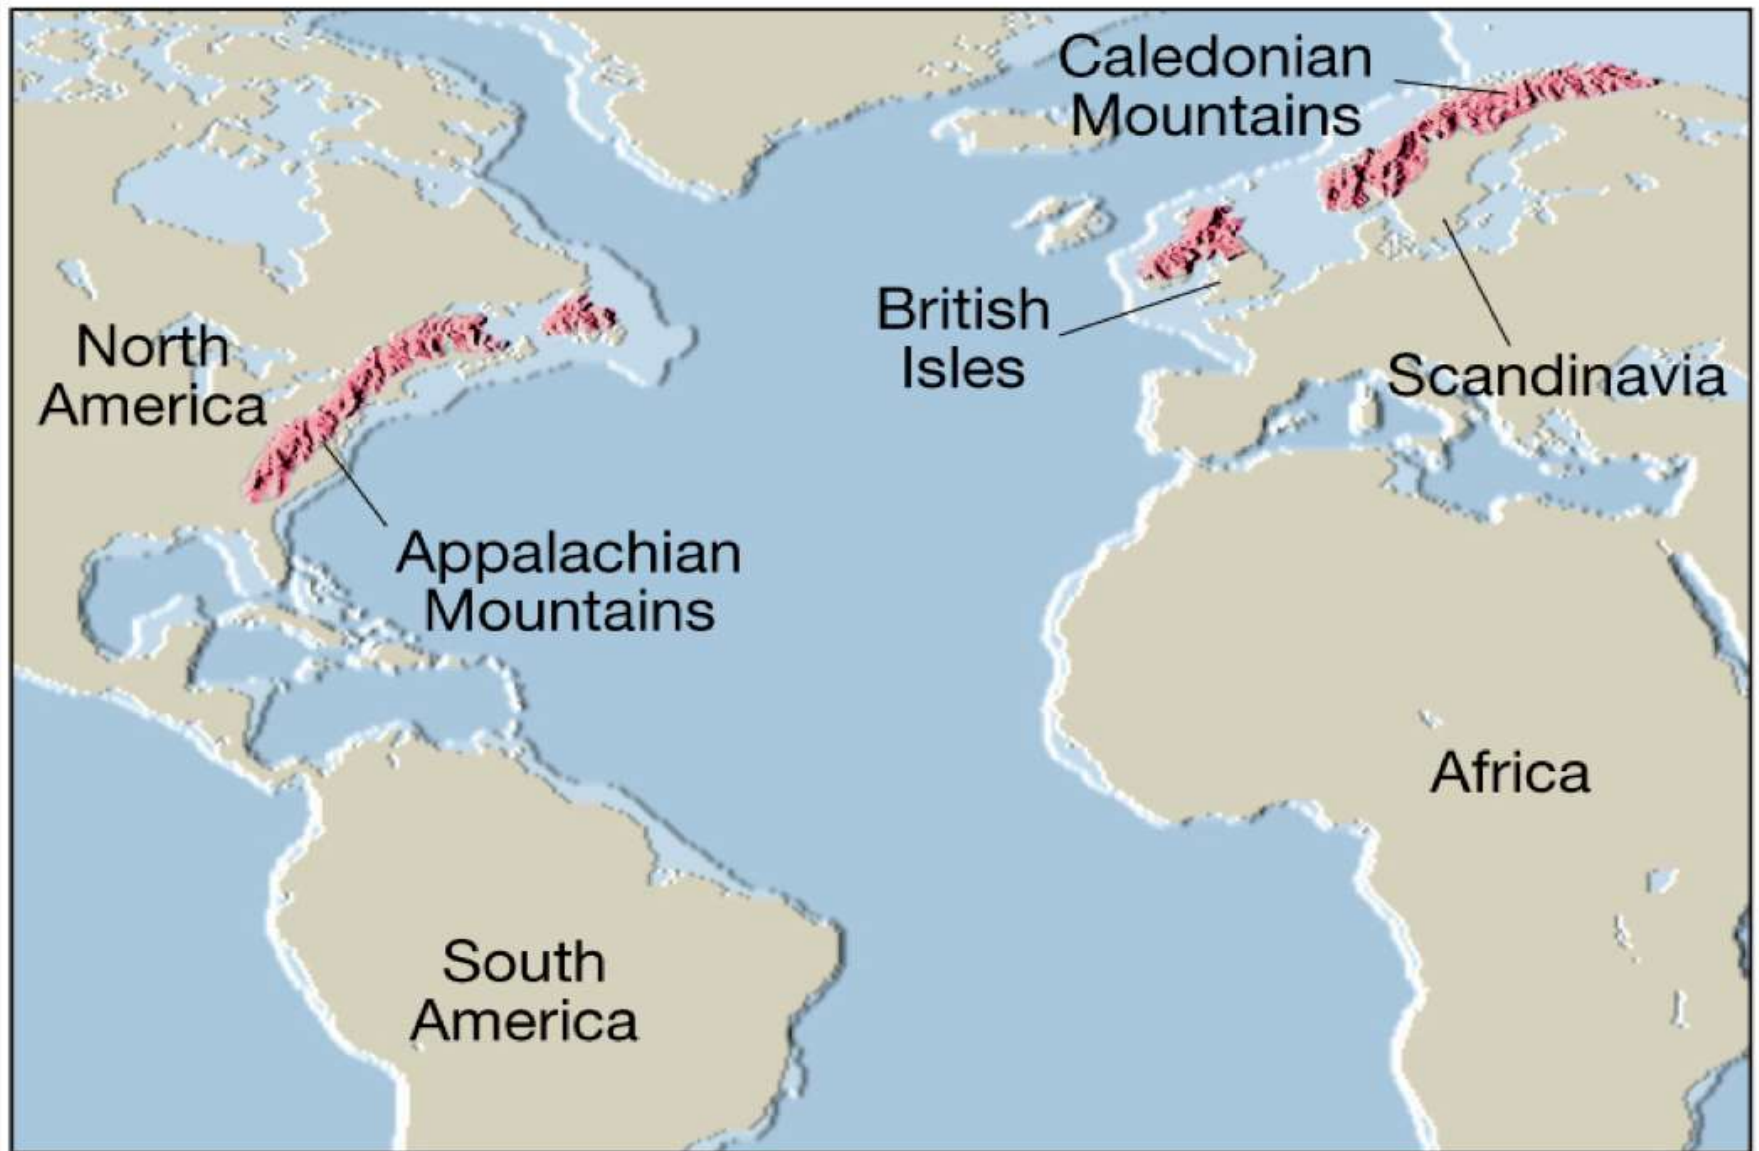 Caledonian
Mountains
British
Isles
Scandinavia
North
America
Appalachian
Mountains
Africa
South
America